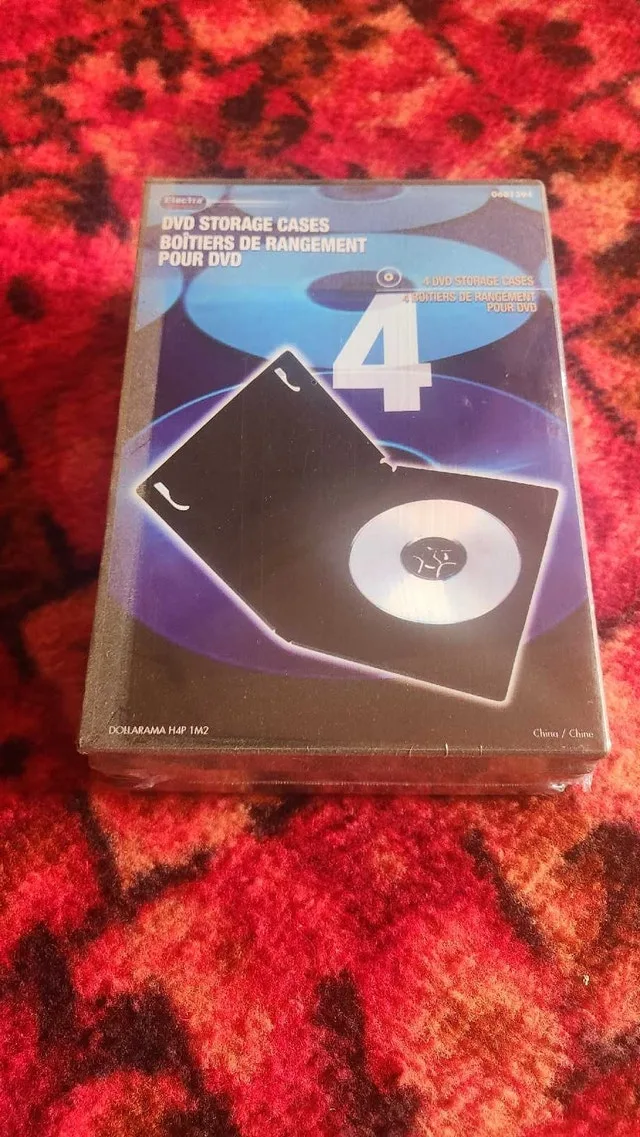 Electra
DVD STORAGE CASES
BOÎTIERS DE RANGEMENT
POUR DVD
4 DVD STORAGE CASES
4 BOÎTIERS DE RANGEMENT
POUR DVD
4
DOLLARAMA H4P 1M2
China / Chine